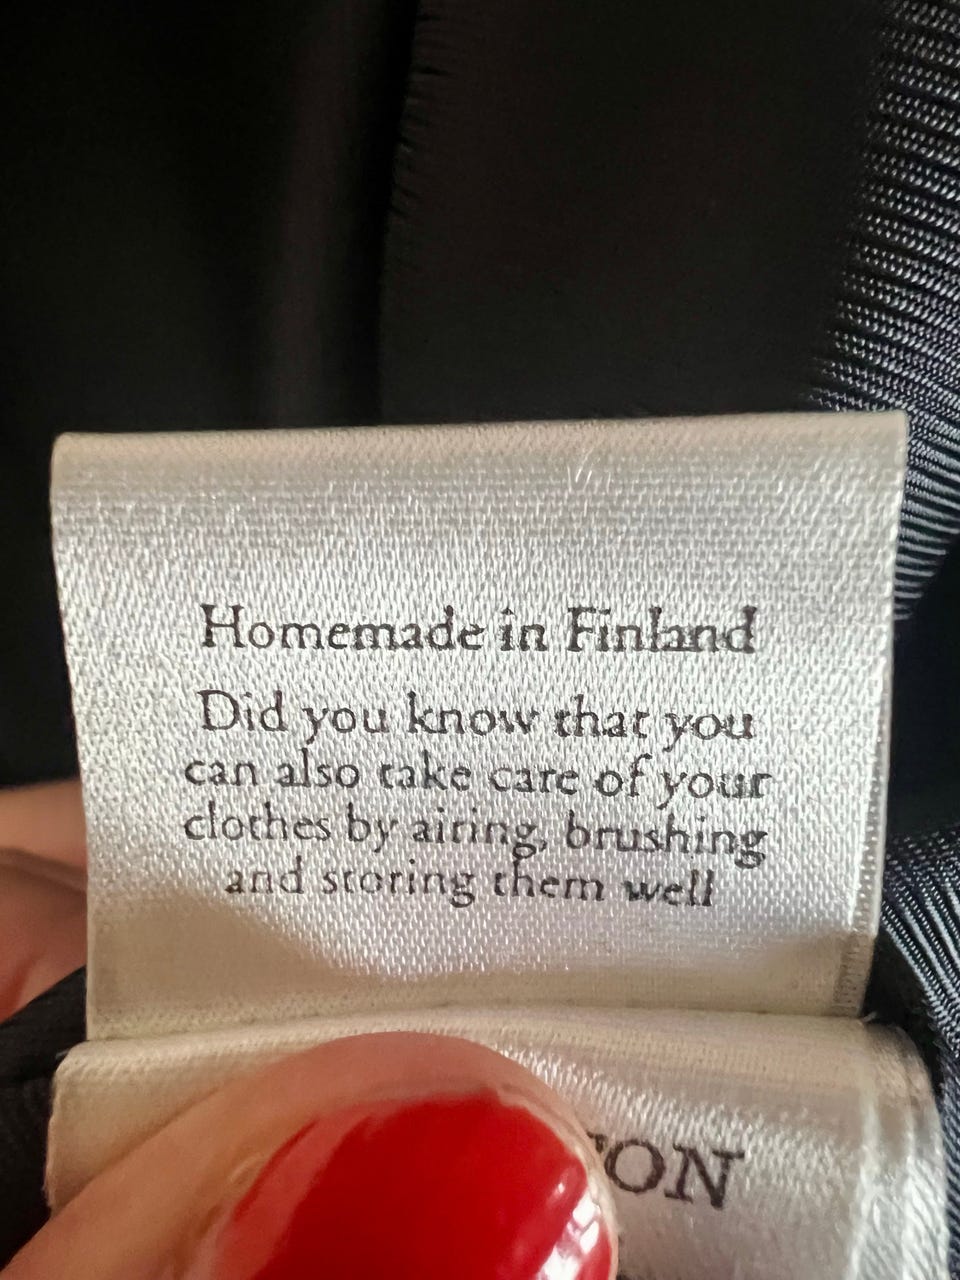 Homemade in Finland
Did you know that you
can also take care of your
clothes by airing, brushing
and storing them well